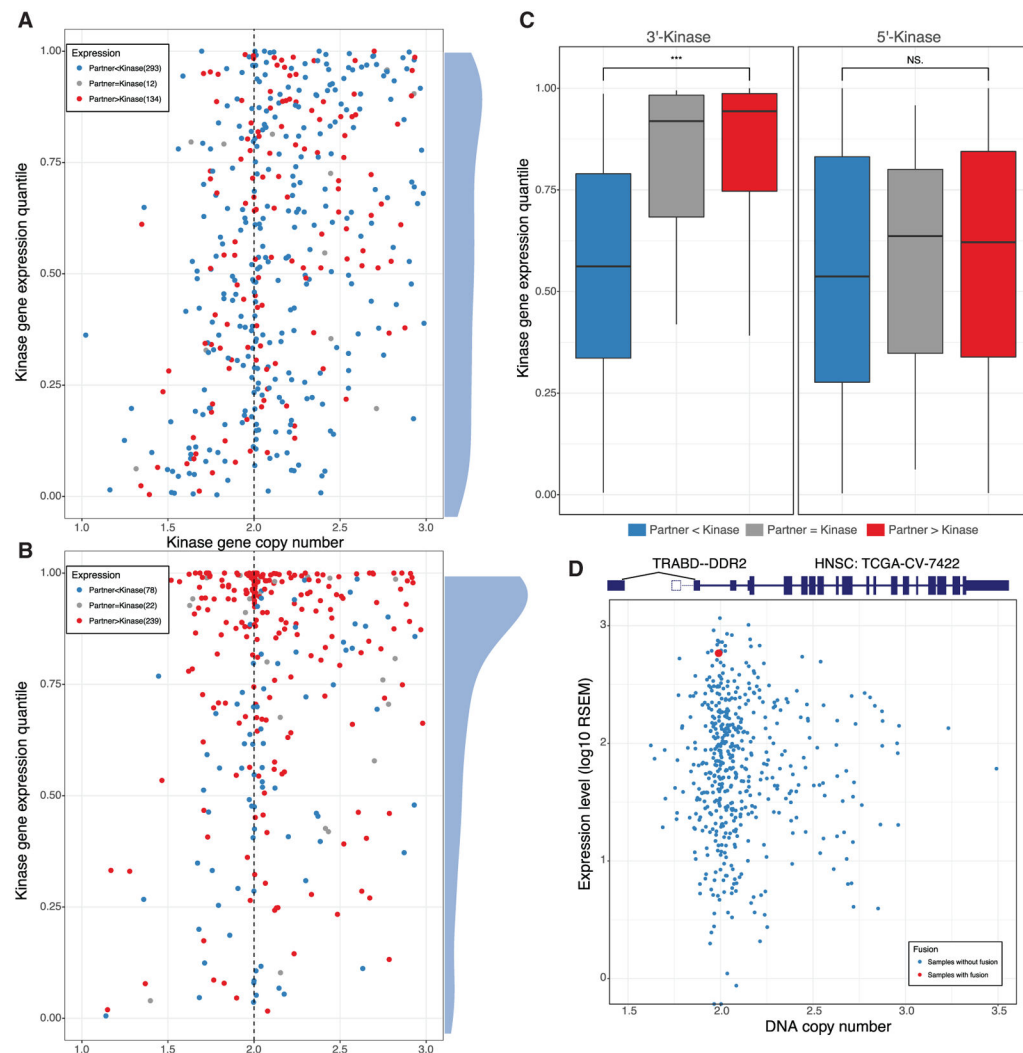 A
Kinase gene expression quantile
1.00
0.75
0.50
0.25
0.00
Expression
Partner<Kinase(293)
Partner=Kinase(12)
Partner>Kinase(134)
1.0 1.5 2.0 2.5 3.0
Kinase gene copy number
B
Kinase gene expression quantile
1.00
0.75
0.50
0.25
0.00
Expression
Partner<Kinase(78)
Partner=Kinase(22)
Partner>Kinase(239)
1.0 1.5 2.0 2.5 3.0
C
3'-Kinase 5'-Kinase
*** NS.
Kinase gene expression quantile
1.00
0.75
0.50
0.25
0.00
Partner < Kinase Partner = Kinase Partner > Kinase
D
TRABD--DDR2 HNSC: TCGA-CV-7422
Expression level (log10 RSEM)
3
2
1
0
Fusion
Samples without fusion
Samples with fusion
1.5 2.0 2.5 3.0 3.5
DNA copy number